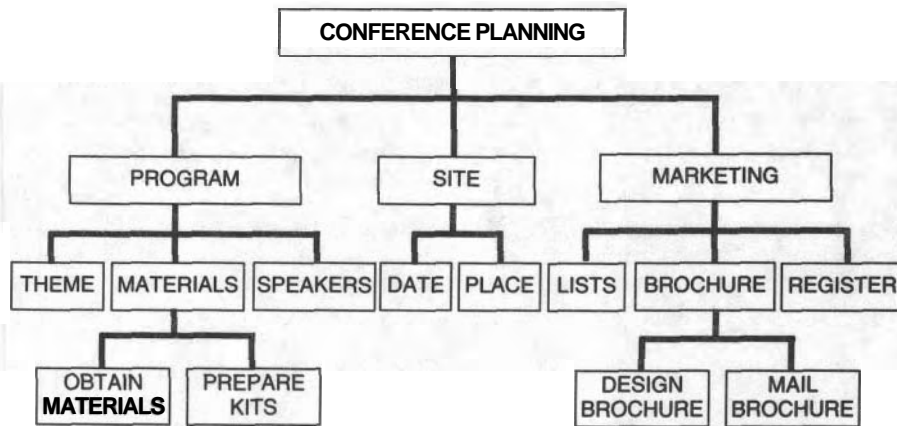 CONFERENCE PLANNING
PROGRAM
SITE
MARKETING
THEME
MATERIALS
SPEAKERS
DATE
PLACE
LISTS
BROCHURE
REGISTER
OBTAIN
MATERIALS
PREPARE
KITS
DESIGN
BROCHURE
MAIL
BROCHURE